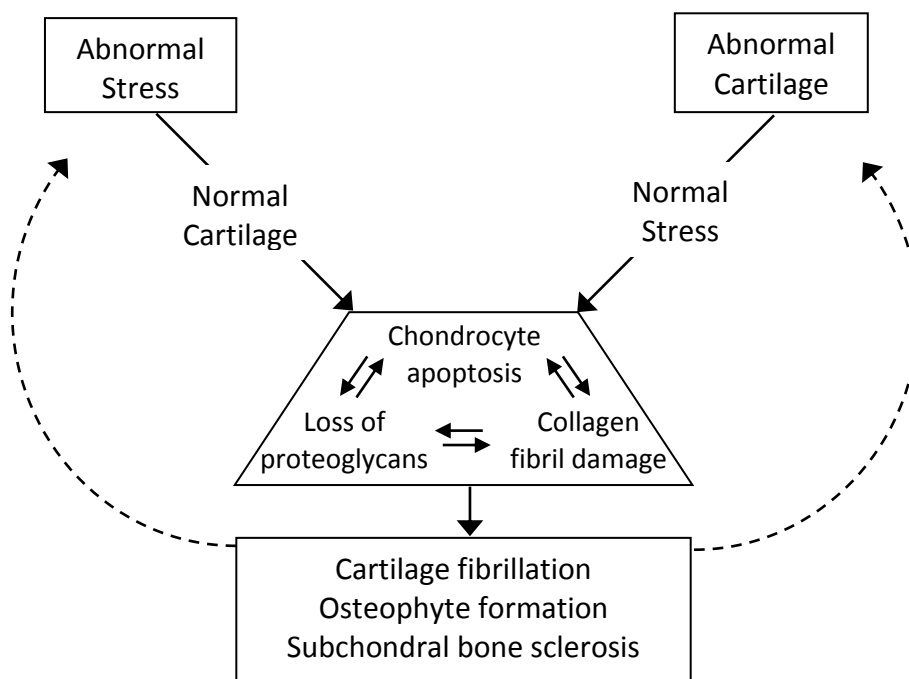 Abnormal
Stress
Abnormal
Cartilage
Normal
Cartilage
Normal
Stress
Chondrocyte
apoptosis
Loss of
proteoglycans
Collagen
fibril damage
Cartilage fibrillation
Osteophyte formation
Subchondral bone sclerosis